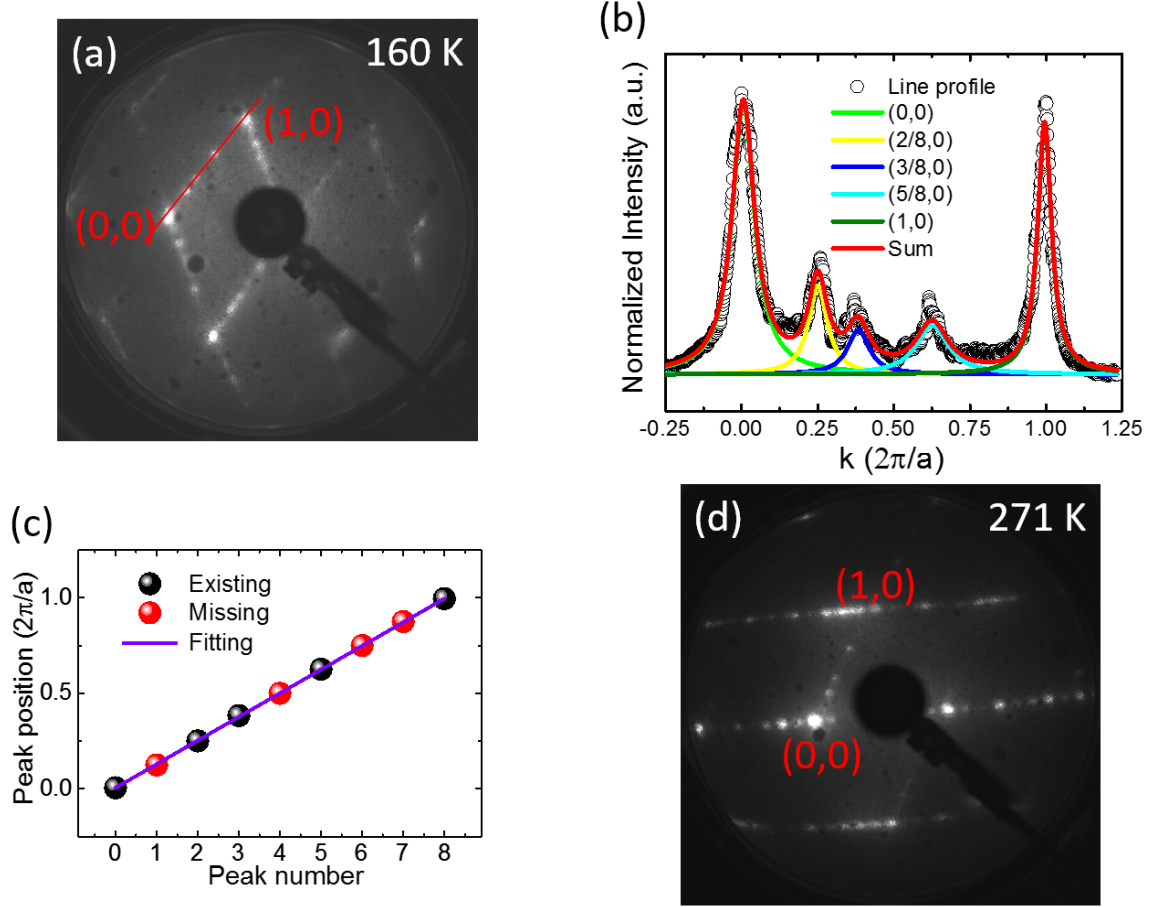 (a)
160 K
(1,0)
(0,0)
(b)
Normalized Intensity (a.u.)
Line profile
(0,0)
(2/8,0)
(3/8,0)
(5/8,0)
(1,0)
Sum
-0.25 0.00 0.25 0.50 0.75 1.00 1.25
k (2π/a)
(c)
Peak position (2π/a)
1.0
0.5
0.0
Existing
Missing
Fitting
0 1 2 3 4 5 6 7 8
Peak number
(d)
271 K
(1,0)
(0,0)